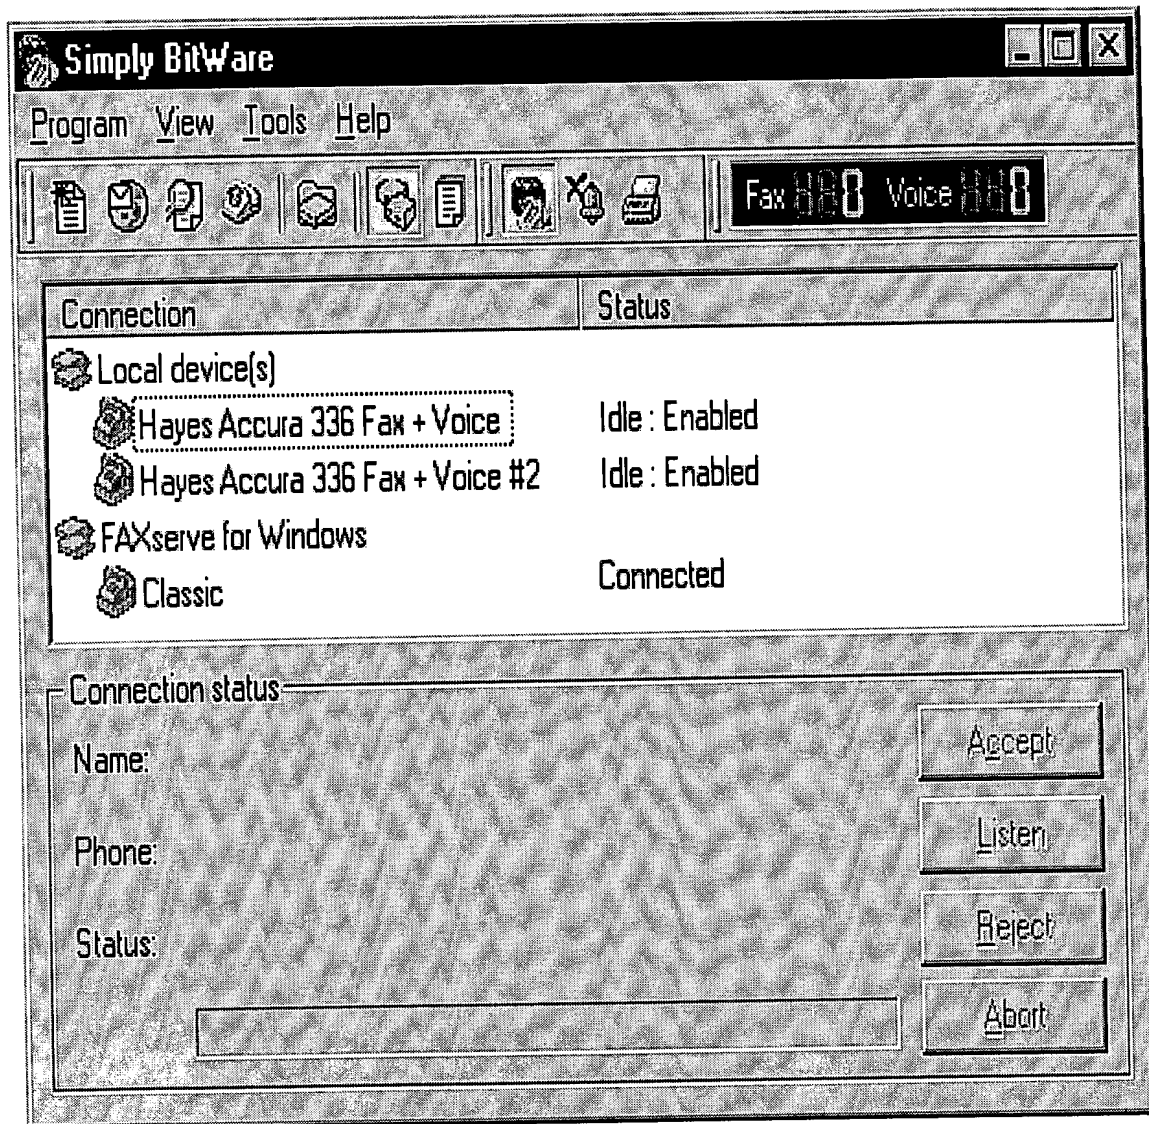 Simply BitWare
Program View Tools Help
Fax 0 Voice 0
Connection Status
Local device(s)
Hayes Accura 336 Fax + Voice Idle : Enabled
Hayes Accura 336 Fax + Voice #2 Idle : Enabled
FAXserve for Windows
Classic Connected
Connection status
Name:
Accept
Phone:
Listen
Status:
Reject
Abort